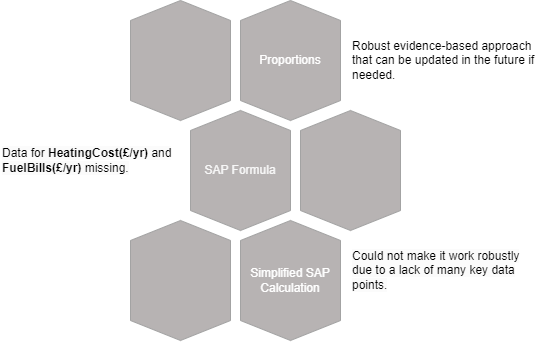 Proportions
Robust evidence-based approach
that can be updated in the future if
needed.
Data for HeatingCost(£/yr) and
FuelBills(£/yr) missing.
SAP Formula
Simplified SAP
Calculation
Could not make it work robustly
due to a lack of many key data
points.